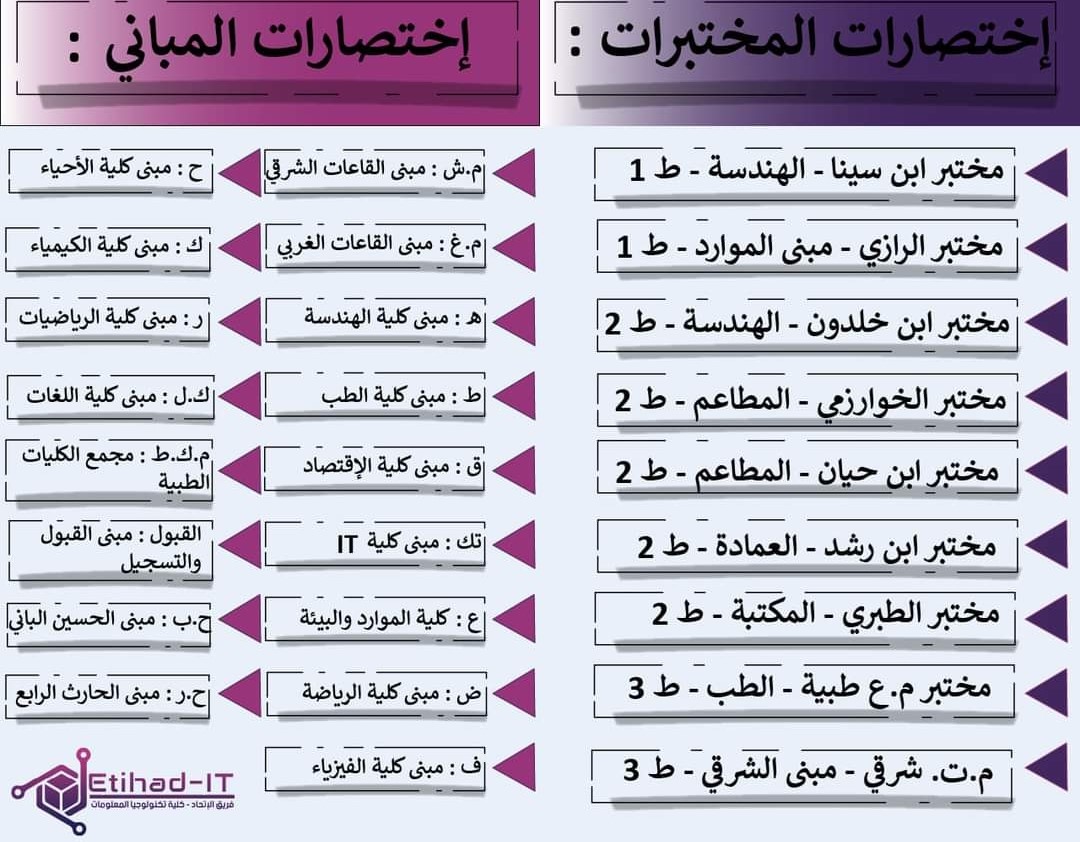 إختصارات المختبرات :
مختبر ابن سينا - الهندسة - ط 1
مختبر الرازي - مبنى الموارد - ط 1
مختبر ابن خلدون - الهندسة - ط 2
مختبر الخوارزمي - المطاعم - ط 2
مختبر ابن حيان - المطاعم - ط 2
مختبر ابن رشد - العمادة - ط 2
مختبر الطبري - المكتبة - ط 2
مختبر م.ع طبية - الطب - ط 3
م.ت. شرقي - مبنى الشرقي - ط 3
إختصارات المباني :
م.ش : مبنى القاعات الشرقي
م.غ : مبنى القاعات الغربي
هـ : مبنى كلية الهندسة
ط : مبنى كلية الطب
ق : مبنى كلية الإقتصاد
تك : مبنى كلية IT
ع : كلية الموارد والبيئة
ض : مبنى كلية الرياضة
ف : مبنى كلية الفيزياء
ح : مبنى كلية الأحياء
ك : مبنى كلية الكيمياء
ر : مبنى كلية الرياضيات
ك.ل : مبنى كلية اللغات
م.ك.ط : مجمع الكليات
الطبية
القبول : مبنى القبول
والتسجيل
ح.ب : مبنى الحسين الباني
ح.ر : مبنى الحارث الرابع
Etihad-IT
فريق الإتحاد - كلية تكنولوجيا المعلومات